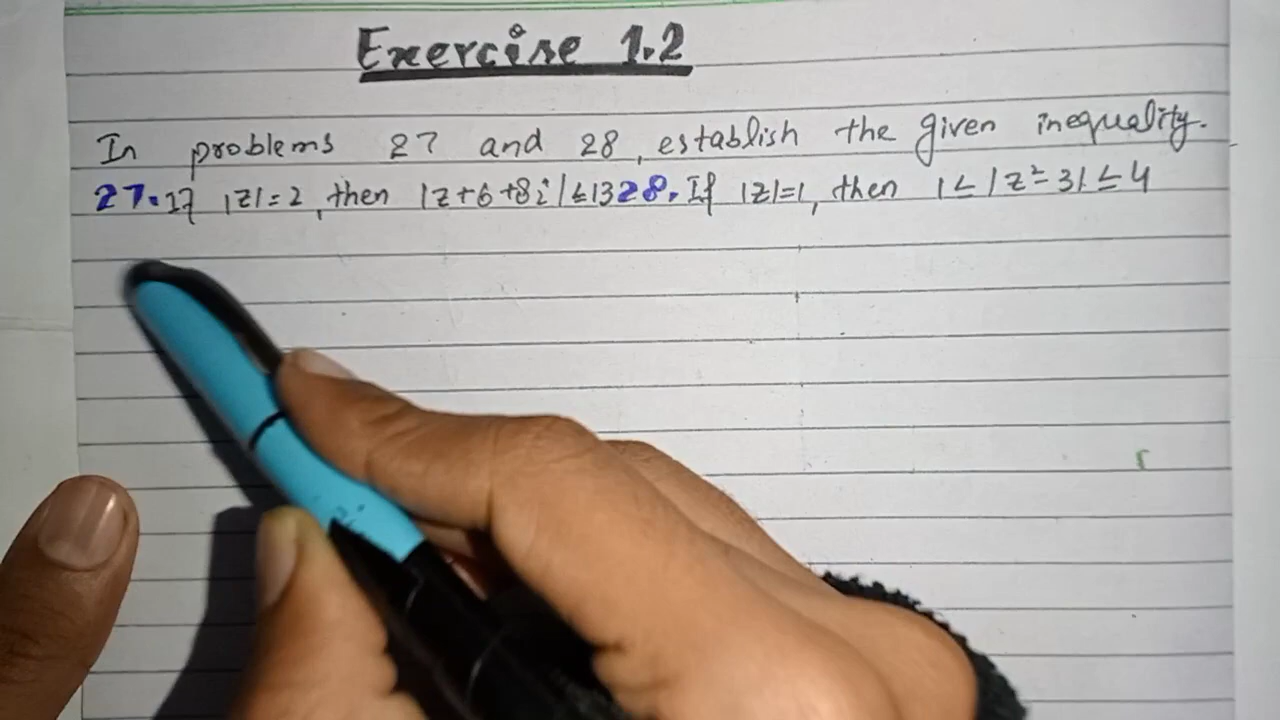 Exercise 1.2
In problems 27 and 28, establish the given inequality.
27. If |z|=2, then |z+6+8i|≤13 28. If |z|=1, then 1≤|z²-3|≤4